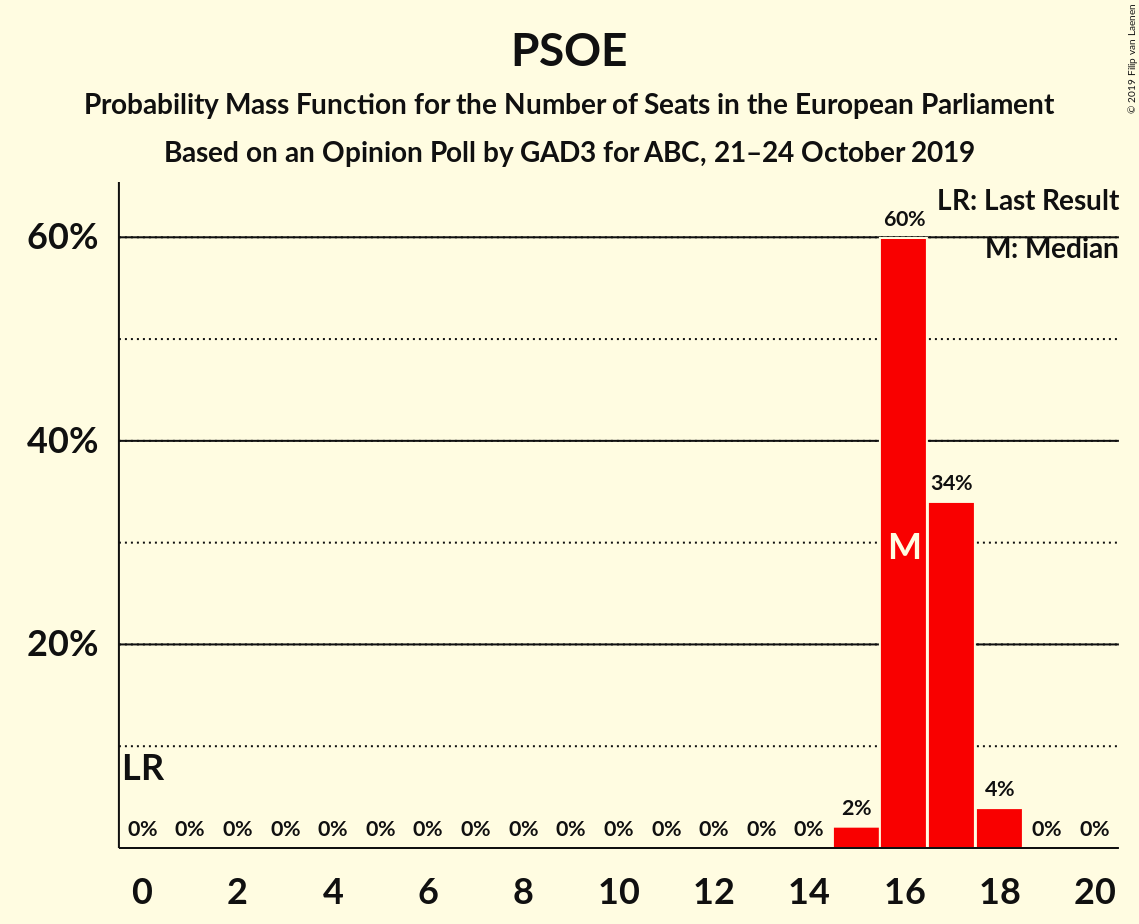 PSOE
Probability Mass Function for the Number of Seats in the European Parliament
Based on an Opinion Poll by GAD3 for ABC, 21–24 October 2019
© 2019 Filip van Laenen
LR: Last Result
M: Median
60%
40%
20%
60%
34%
M
LR
0% 0% 0% 0% 0% 0% 0% 0% 0% 0% 0% 0% 0% 0% 0% 2% 4% 0% 0%
0 2 4 6 8 10 12 14 16 18 20